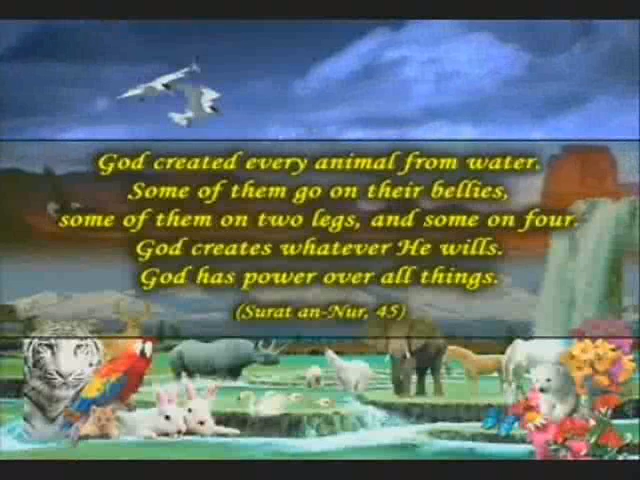 God created every animal from water.
Some of them go on their bellies,
some of them on two legs, and some on four.
God creates whatever He wills.
God has power over all things.
(Surat an-Nur, 45)